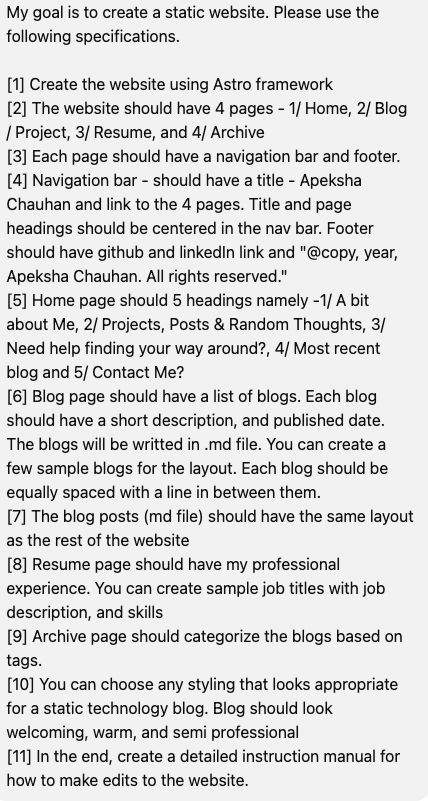 My goal is to create a static website. Please use the
following specifications.
[1] Create the website using Astro framework
[2] The website should have 4 pages - 1/ Home, 2/ Blog
/ Project, 3/ Resume, and 4/ Archive
[3] Each page should have a navigation bar and footer.
[4] Navigation bar - should have a title - Apeksha
Chauhan and link to the 4 pages. Title and page
headings should be centered in the nav bar. Footer
should have github and linkedIn link and "@copy, year,
Apeksha Chauhan. All rights reserved."
[5] Home page should 5 headings namely -1/ A bit
about Me, 2/ Projects, Posts & Random Thoughts, 3/
Need help finding your way around?, 4/ Most recent
blog and 5/ Contact Me?
[6] Blog page should have a list of blogs. Each blog
should have a short description, and published date.
The blogs will be writted in .md file. You can create a
few sample blogs for the layout. Each blog should be
equally spaced with a line in between them.
[7] The blog posts (md file) should have the same layout
as the rest of the website
[8] Resume page should have my professional
experience. You can create sample job titles with job
description, and skills
[9] Archive page should categorize the blogs based on
tags.
[10] You can choose any styling that looks appropriate
for a static technology blog. Blog should look
welcoming, warm, and semi professional
[11] In the end, create a detailed instruction manual for
how to make edits to the website.